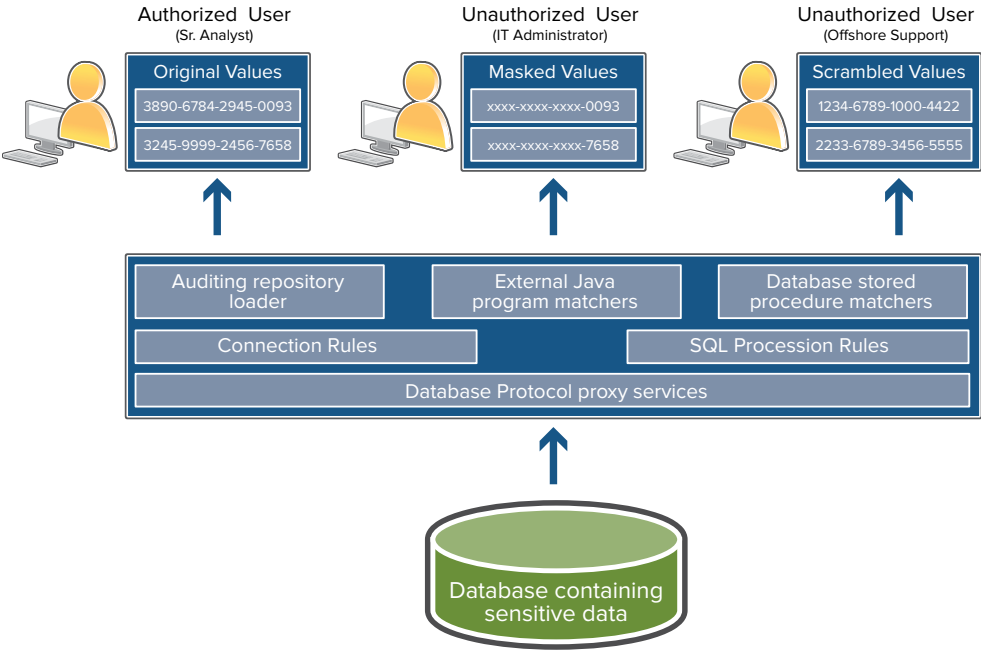 Authorized User
(Sr. Analyst)
Original Values
3890-6784-2945-0093
3245-9999-2456-7658
Unauthorized User
(IT Administrator)
Masked Values
xxxx-xxxx-xxxx-0093
xxxx-xxxx-xxxx-7658
Unauthorized User
(Offshore Support)
Scrambled Values
1234-6789-1000-4422
2233-6789-3456-5555
Auditing repository
loader
External Java
program matchers
Database stored
procedure matchers
Connection Rules
SQL Procession Rules
Database Protocol proxy services
Database containing
sensitive data